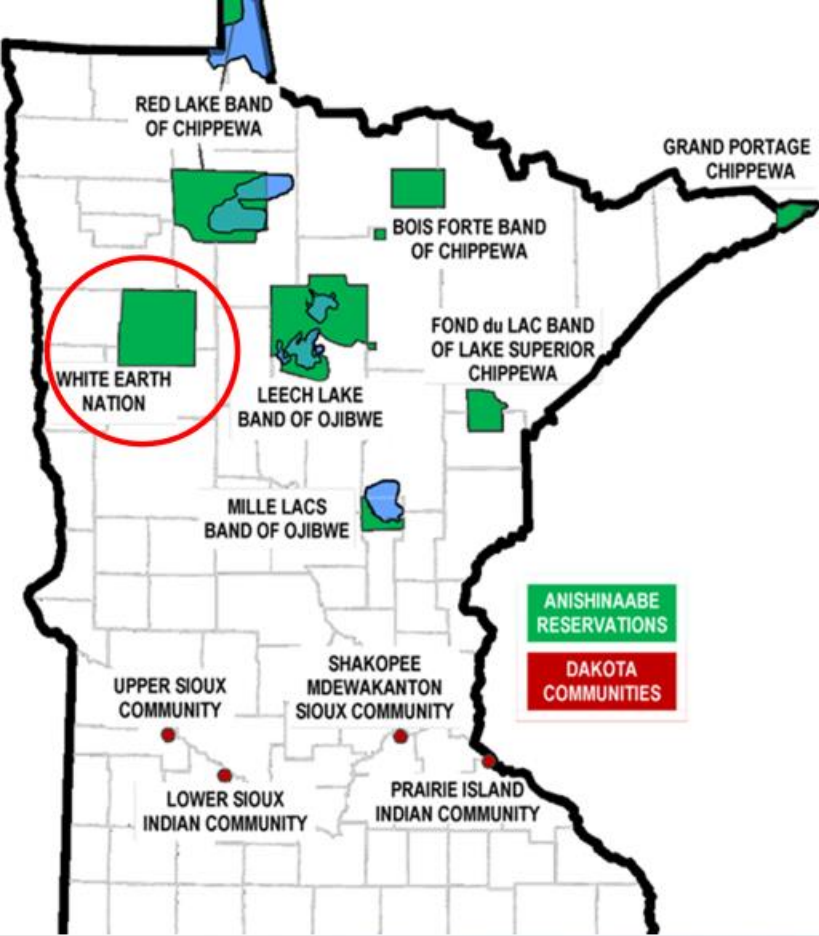 RED LAKE BAND
OF CHIPPEWA
GRAND PORTAGE
CHIPPEWA
BOIS FORTE BAND
OF CHIPPEWA
FOND du LAC BAND
OF LAKE SUPERIOR
CHIPPEWA
WHITE EARTH
NATION
LEECH LAKE
BAND OF OJIBWE
MILLE LACS
BAND OF OJIBWE
ANISHINAABE
RESERVATIONS
DAKOTA
COMMUNITIES
UPPER SIOUX
COMMUNITY
SHAKOPEE
MDEWAKANTON
SIOUX COMMUNITY
LOWER SIOUX
INDIAN COMMUNITY
PRAIRIE ISLAND
INDIAN COMMUNITY